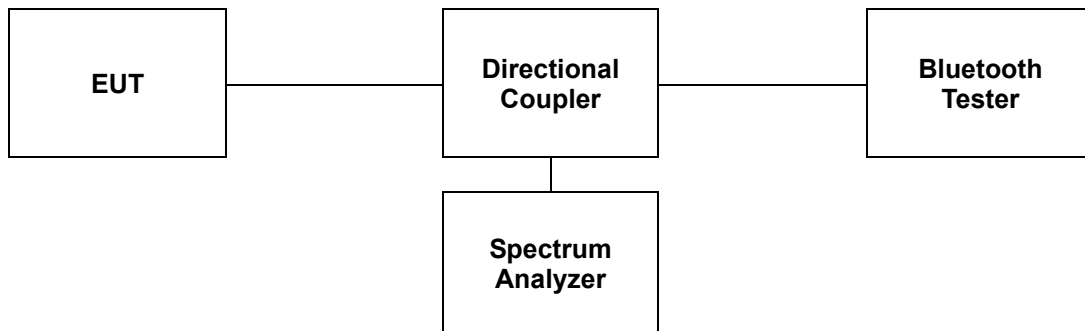 EUT
Directional
Coupler
Bluetooth
Tester
Spectrum
Analyzer